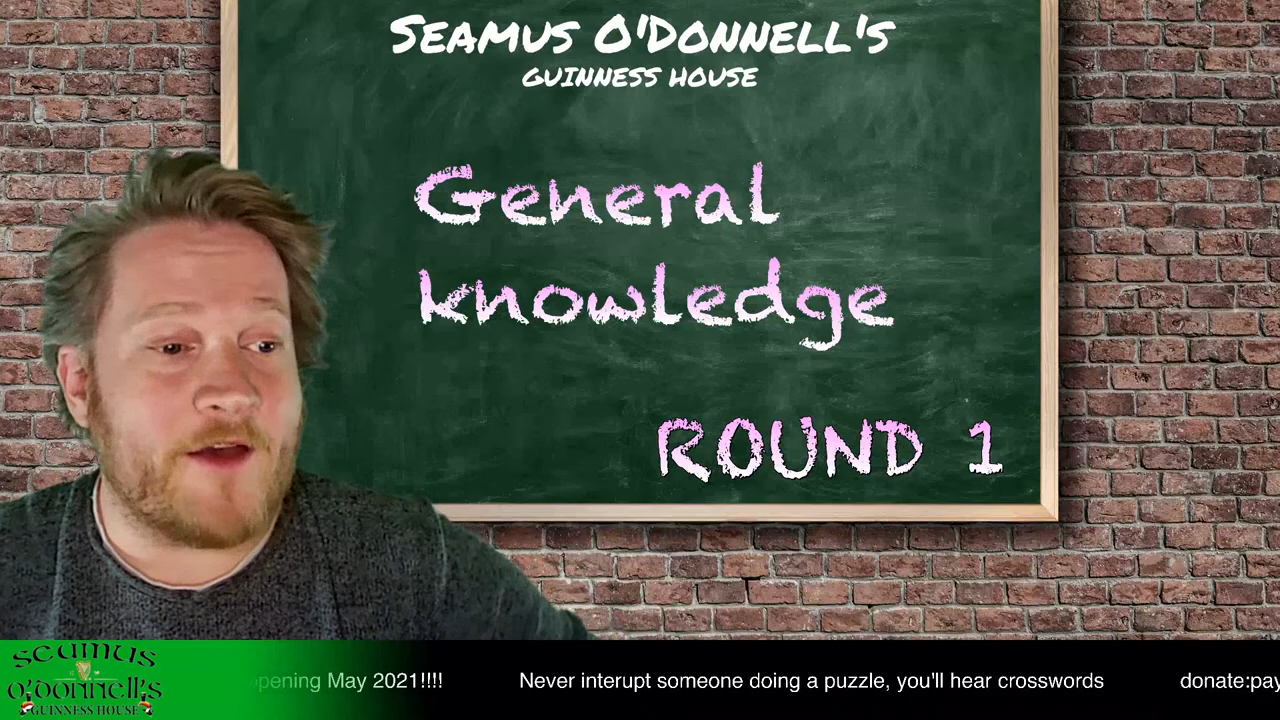 SEAMUS O'DONNELL'S
GUINNESS HOUSE
General
knowledge
ROUND 1
seamus
o'donnell's
GUINNESS HOUSE
opening May 2021!!!! Never interupt someone doing a puzzle, you'll hear crosswords donate:pay